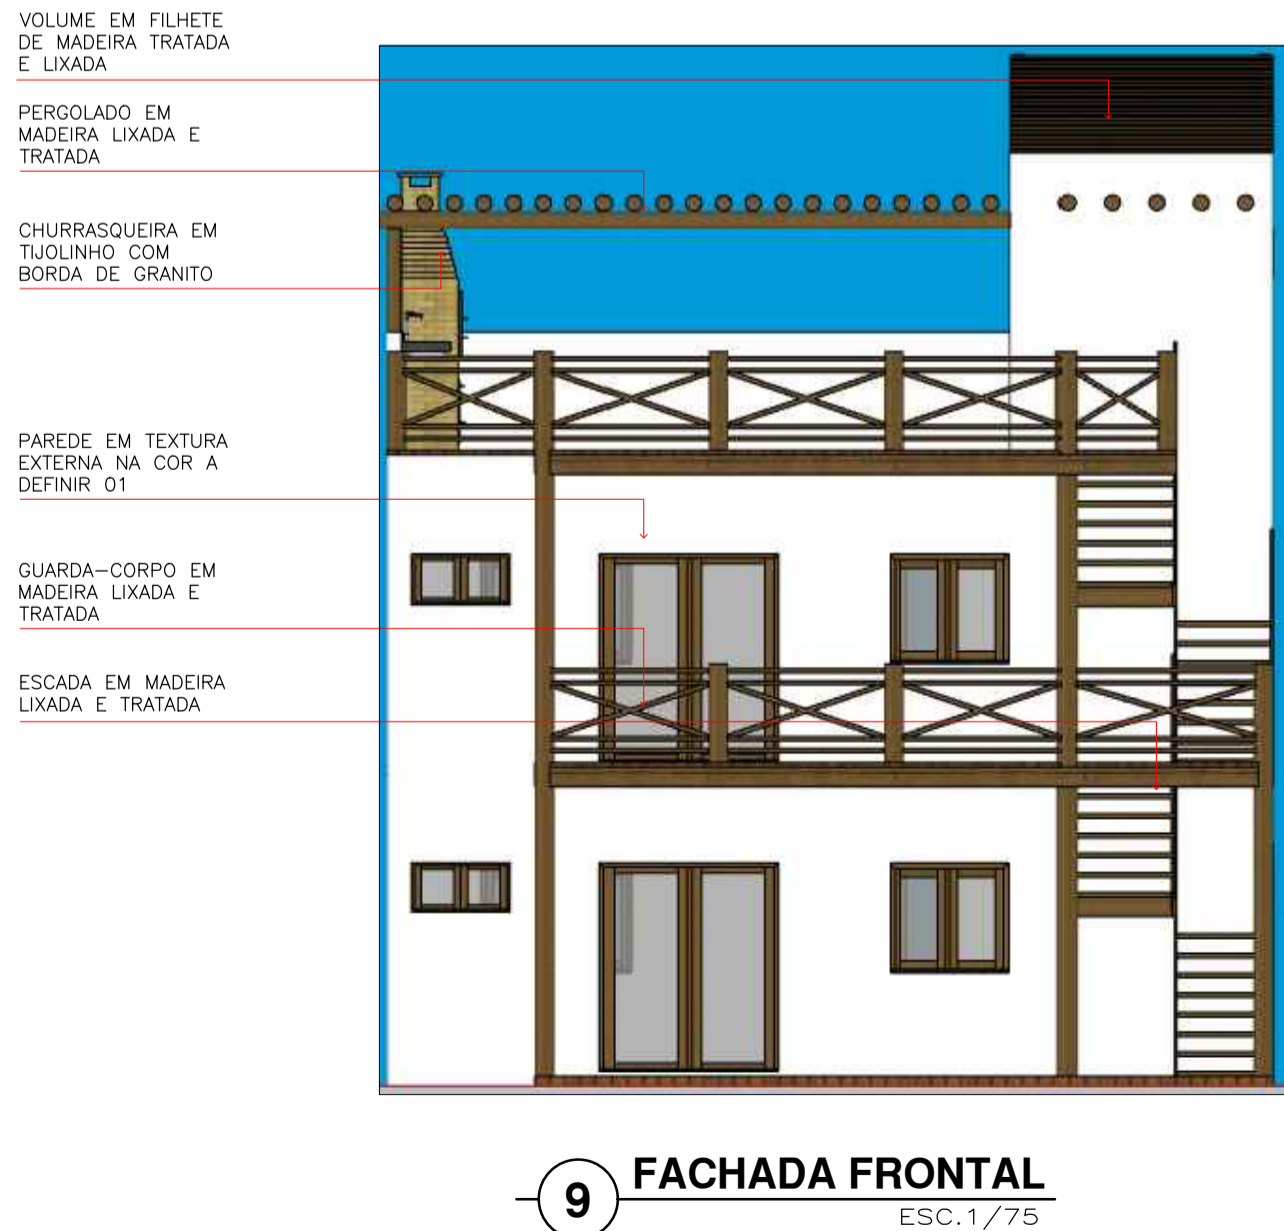 VOLUME EM FILHETE
DE MADEIRA TRATADA
E LIXADA
PERGOLADO EM
MADEIRA LIXADA E
TRATADA
CHURRASQUEIRA EM
TIJOLINHO COM
BORDA DE GRANITO
PAREDE EM TEXTURA
EXTERNA NA COR A
DEFINIR 01
GUARDA-CORPO EM
MADEIRA LIXADA E
TRATADA
ESCADA EM MADEIRA
LIXADA E TRATADA
9 FACHADA FRONTAL
ESC.1/75